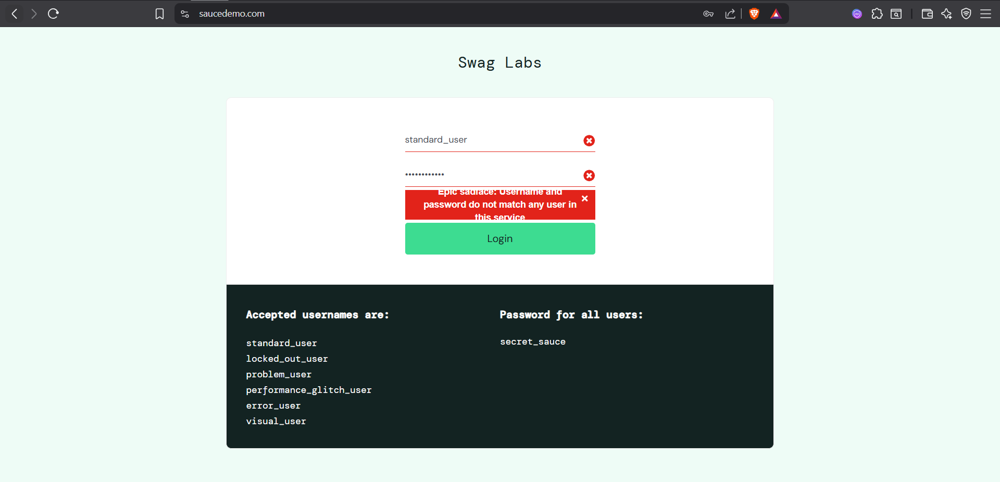 saucedemo.com
Swag Labs
standard_user
••••••••••••
Epic sadface: Username and
password do not match any user in
this service
Login
Accepted usernames are:
standard_user
locked_out_user
problem_user
performance_glitch_user
error_user
visual_user
Password for all users:
secret_sauce